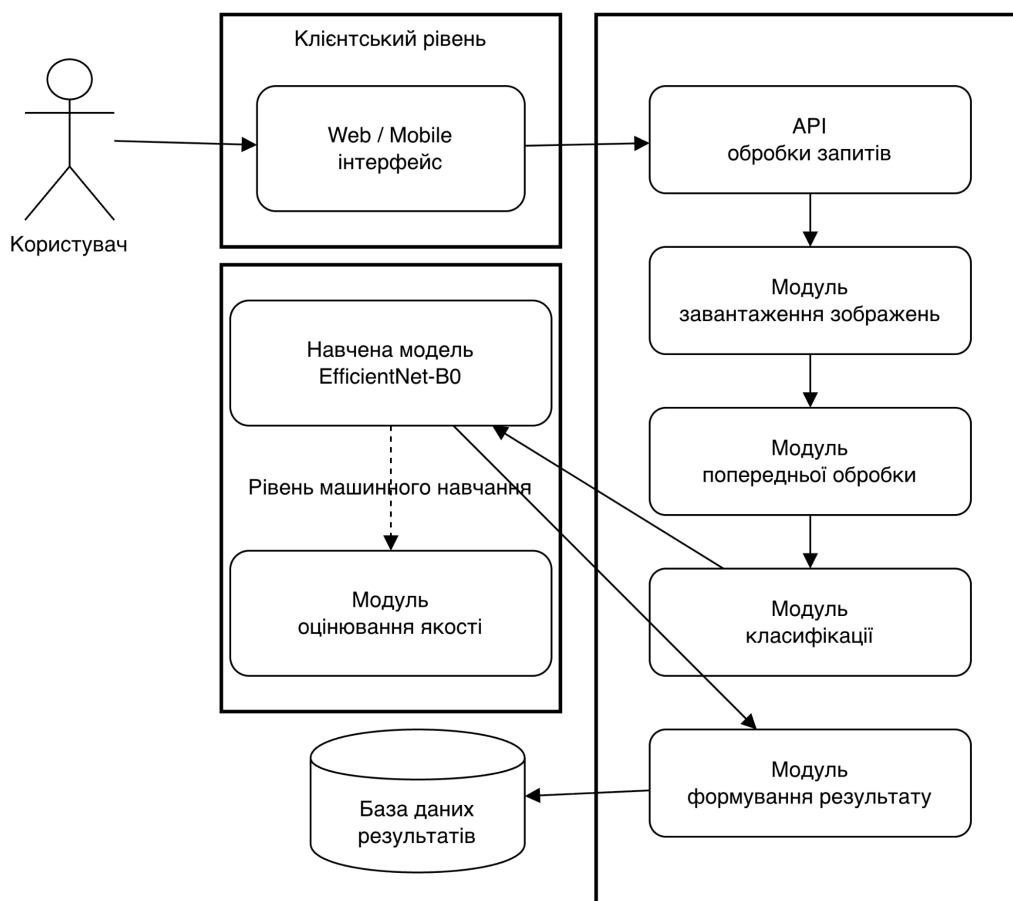 Клієнтський рівень
Web / Mobile
інтерфейс
API
обробки запитів
Користувач
Модуль
завантаження зображень
Навчена модель
EfficientNet-B0
Модуль
попередньої обробки
Рівень машинного навчання
Модуль
оцінювання якості
Модуль
класифікації
Модуль
формування результату
База даних
результатів